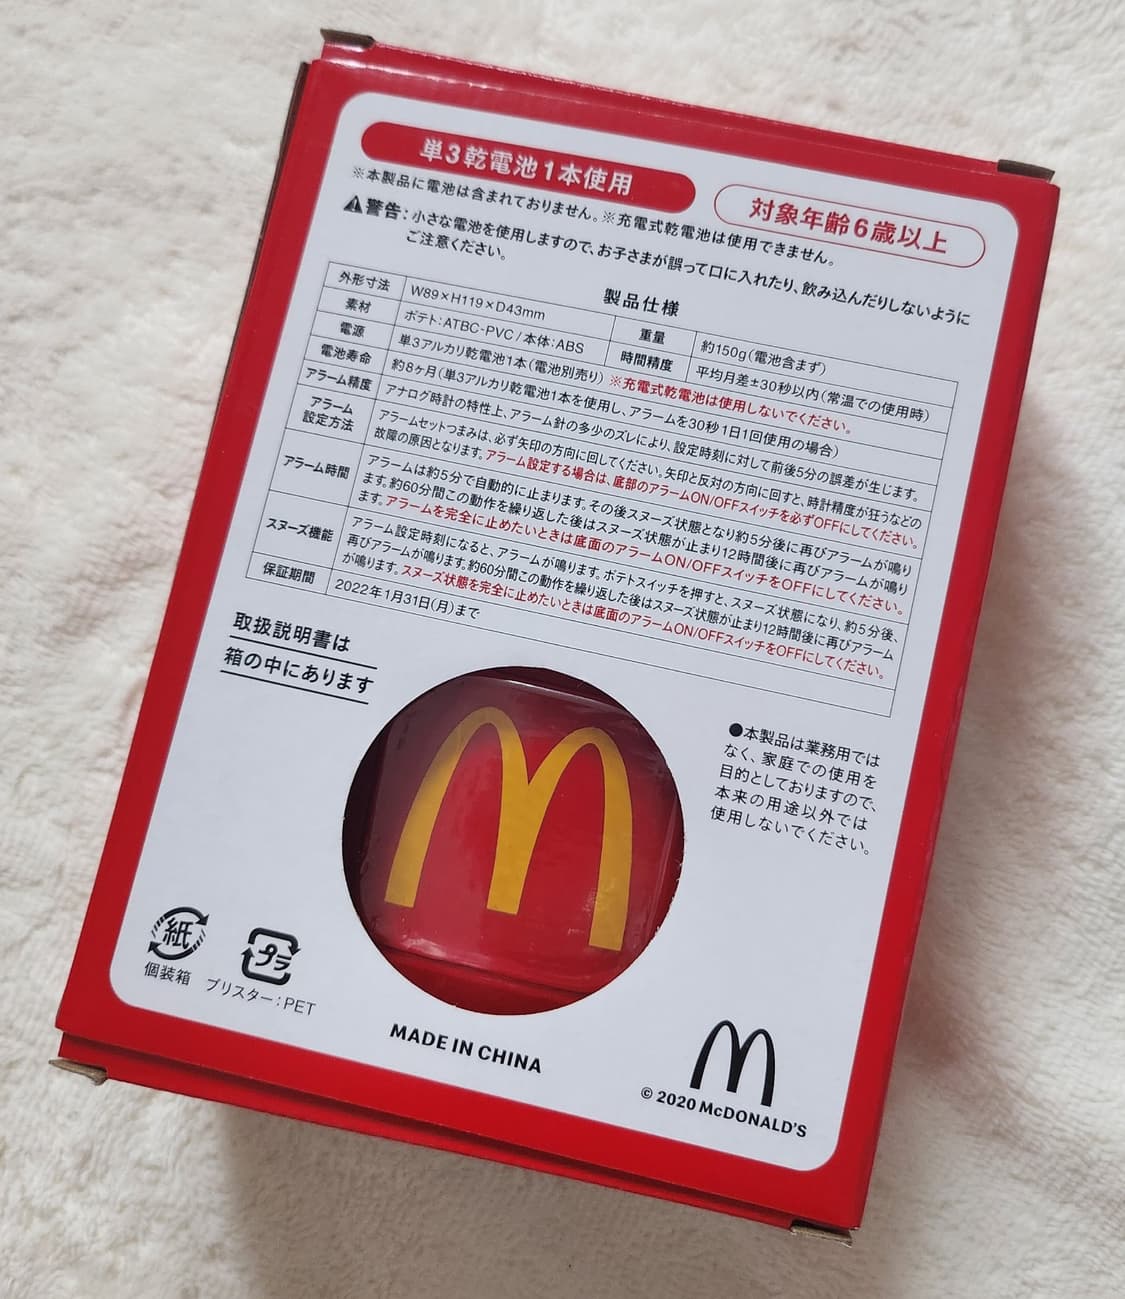 単3乾電池1本使用
対象年齢6歳以上
※本製品に電池は含まれておりません。※充電式乾電池は使用できません。
警告：小さな電池を使用しますので、お子さまが誤って口に入れたり、飲み込んだりしないように
ご注意ください。
製品仕様
外形寸法 W89×H119×D43mm 重量 約150g（電池含まず）
素材 ポテト：ATBC-PVC / 本体：ABS 時間精度 平均月差±30秒以内（常温での使用時）
電源 単3アルカリ乾電池1本（電池別売り）※充電式乾電池は使用しないでください。
電池寿命 約8ヶ月（単3アルカリ乾電池1本を使用し、アラームを30秒1日1回使用の場合）
アラーム精度 アナログ時計の特性上、アラーム針の多少のズレにより、設定時刻に対して前後5分の誤差が生じます。
アラーム
設定方法
アラームセットつまみは、必ず矢印の方向に回してください。矢印と反対の方向に回すと、時計精度が狂うなどの
故障の原因となります。アラーム設定する場合は、底部のアラームON/OFFスイッチを必ずOFFにしてください。
アラーム時間
アラームは約5分で自動的に止まります。その後スヌーズ状態となり約5分後に再びアラームが鳴り
ます。約60分間この動作を繰り返した後はスヌーズ状態が止まり12時間後に再びアラームが鳴り
ます。アラームを完全に止めたいときは底面のアラームON/OFFスイッチをOFFにしてください。
スヌーズ機能
アラーム設定時刻になると、アラームが鳴ります。ポテトスイッチを押すと、スヌーズ状態になり、約5分後、
再びアラームが鳴ります。約60分間この動作を繰り返した後はスヌーズ状態が止まり12時間後に再びアラーム
が鳴ります。スヌーズ状態を完全に止めたいときは底面のアラームON/OFFスイッチをOFFにしてください。
保証期間 2022年1月31日(月)まで
取扱説明書は
箱の中にあります
●本製品は業務用では
なく、家庭での使用を
目的としておりますので、
本来の用途以外では
使用しないでください。
紙
個装箱
プラ
ブリスター：PET
MADE IN CHINA
© 2020 McDONALD'S